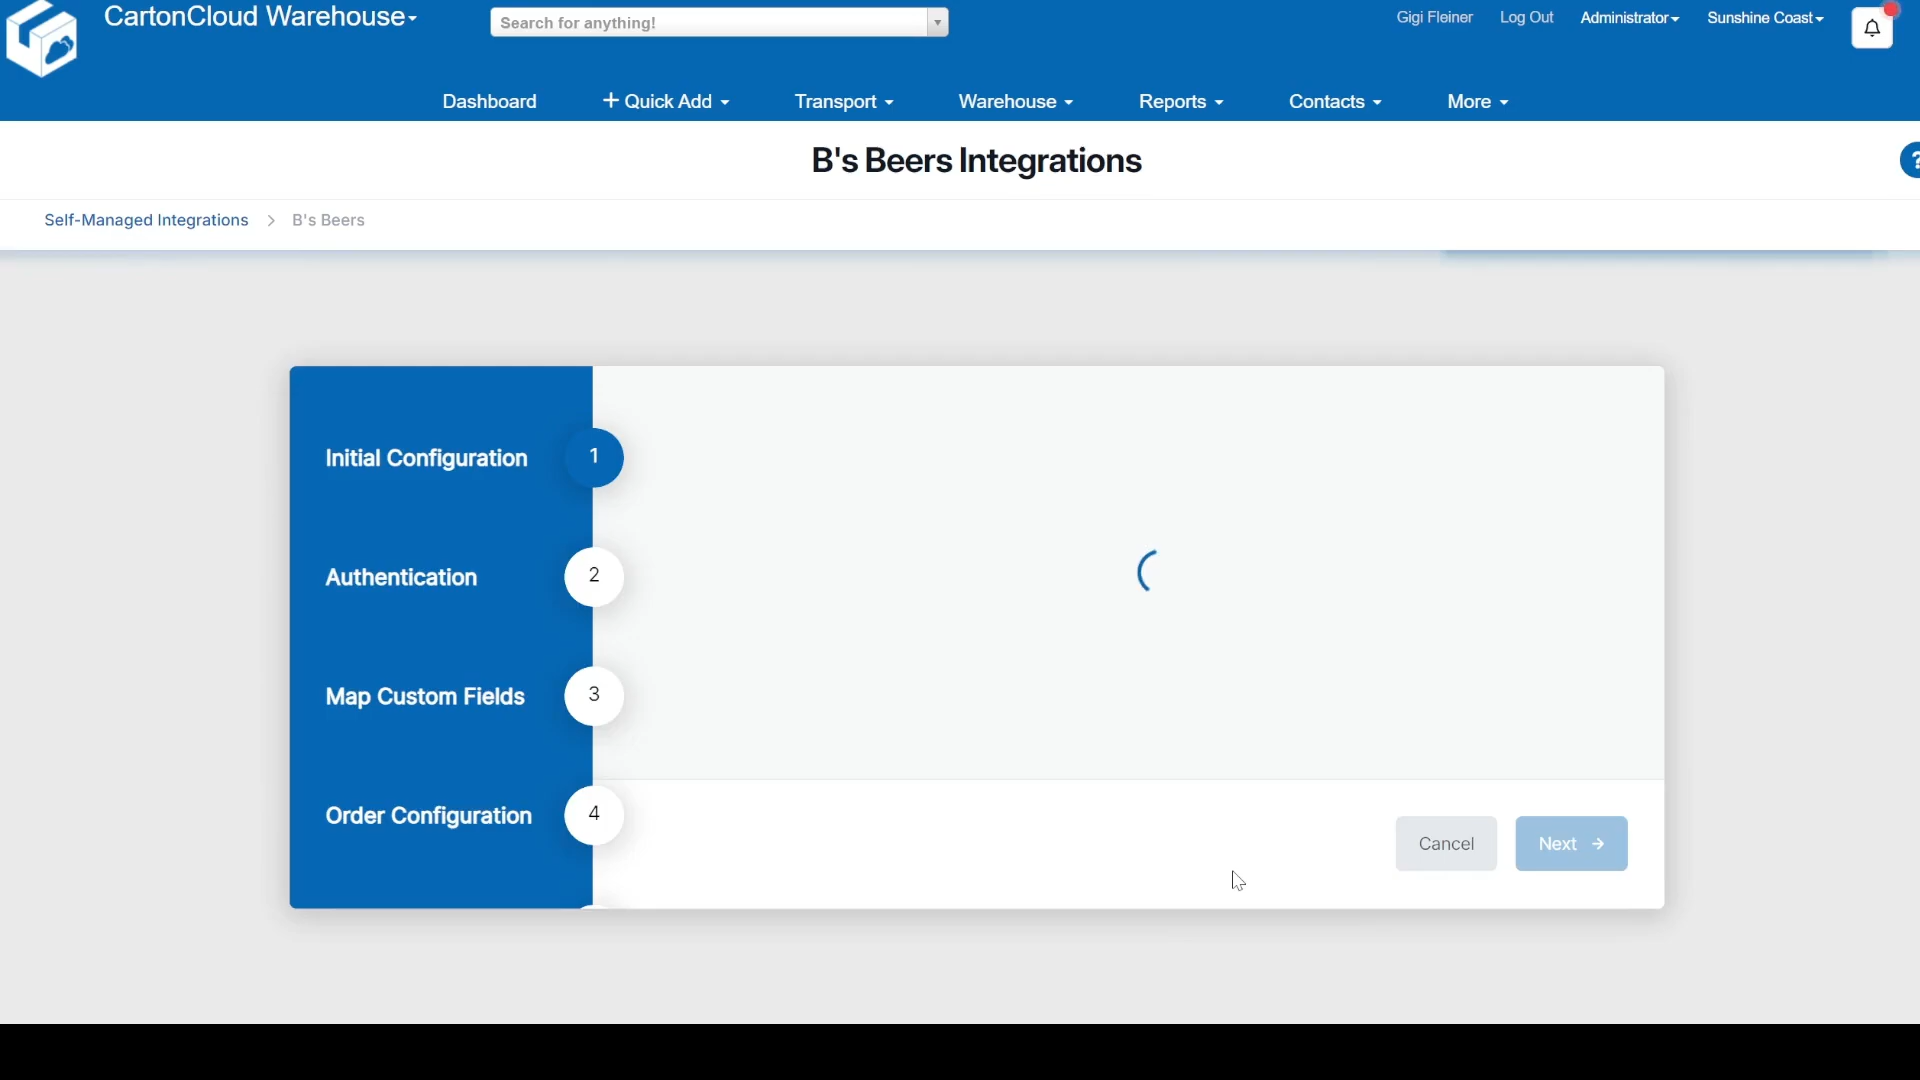 CartonCloud Warehouse
Search for anything!
Gigi Fleiner
Log Out
Administrator
Sunshine Coast
Dashboard
+ Quick Add
Transport
Warehouse
Reports
Contacts
More
B's Beers Integrations
?
Self-Managed Integrations > B's Beers
Initial Configuration 1
Authentication 2
Map Custom Fields 3
Order Configuration 4
Cancel
Next →